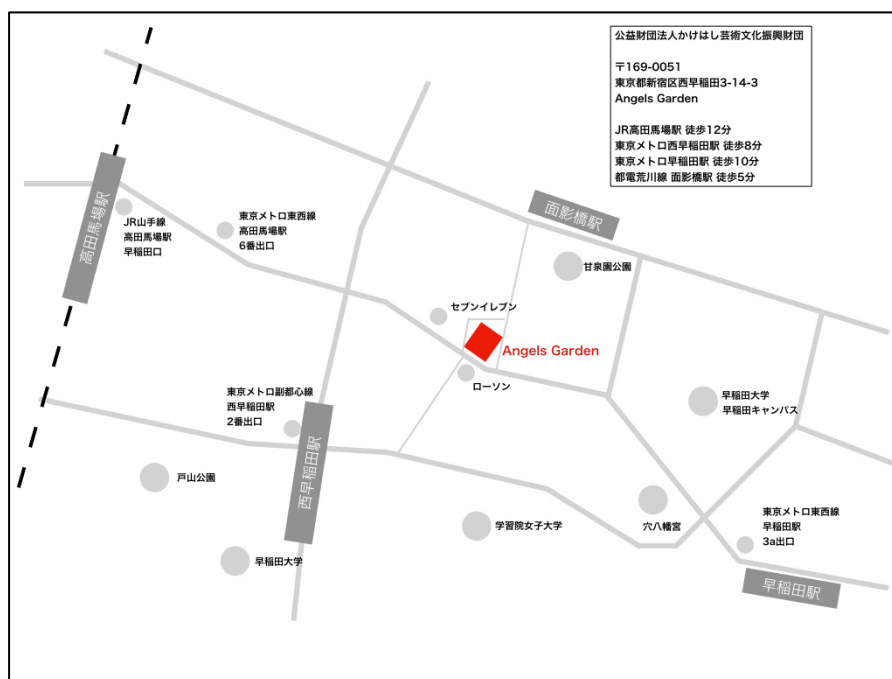 公益財団法人かけはし芸術文化振興財団
〒169-0051
東京都新宿区西早稲田3-14-3
Angels Garden
JR高田馬場駅 徒歩12分
東京メトロ西早稲田駅 徒歩8分
東京メトロ早稲田駅 徒歩10分
都電荒川線 面影橋駅 徒歩5分
高田馬場駅
JR山手線
高田馬場駅
早稲田口
東京メトロ東西線
高田馬場駅
6番出口
面影橋駅
甘泉園公園
セブンイレブン
Angels Garden
ローソン
東京メトロ副都心線
西早稲田駅
2番出口
西早稲田駅
早稲田大学
早稲田キャンパス
戸山公園
学習院女子大学
穴八幡宮
東京メトロ東西線
早稲田駅
3a出口
早稲田大学
早稲田駅